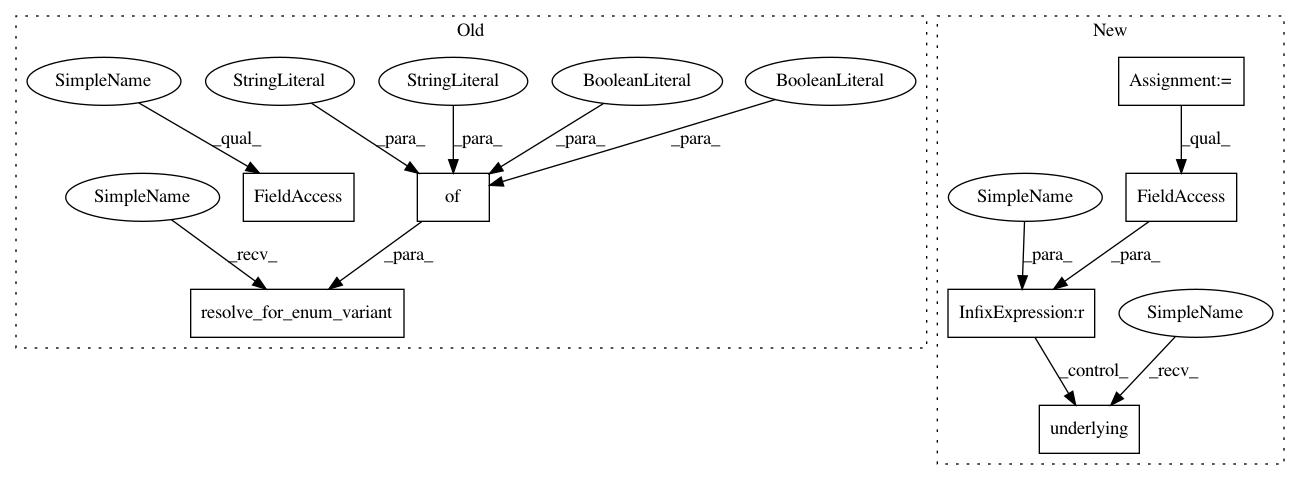 Old
New
SimpleName
StringLiteral
StringLiteral
BooleanLiteral
BooleanLiteral
Assignment:=
_qual_
_para_
_para_
_para_
_para_
_qual_
SimpleName
FieldAccess
of
SimpleName
FieldAccess
_recv_
_para_
_para_
_para_
resolve_for_enum_variant
InfixExpression:r
SimpleName
_control_
_recv_
underlying